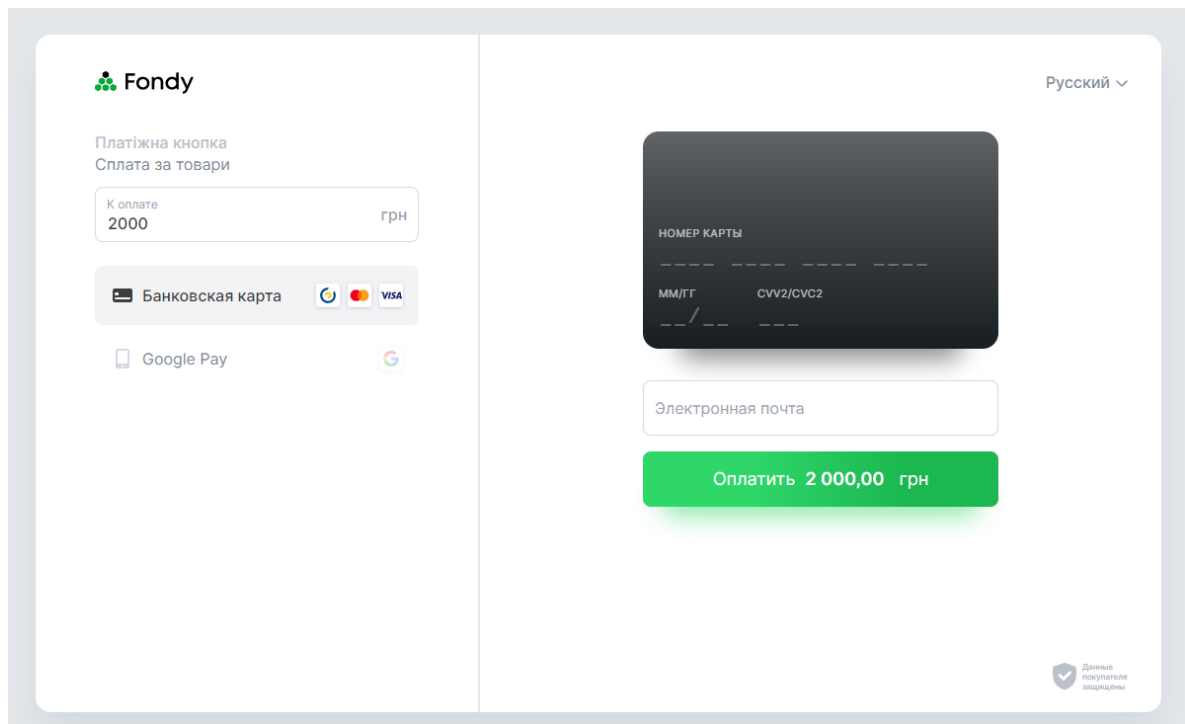 Fondy
Русский
Платіжна кнопка
Сплата за товари
К оплате
2000 грн
Банковская карта VISA
Google Pay G
НОМЕР КАРТЫ
ММ/ГГ CVV2/CVC2
Электронная почта
Оплатить 2 000,00 грн
Данные
покупателя
защищены